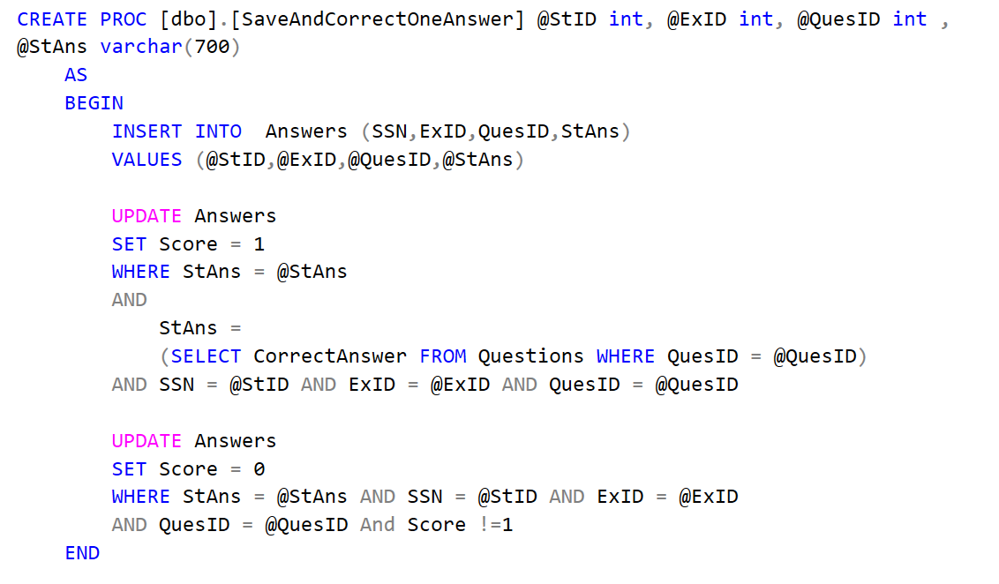 CREATE PROC [dbo].[SaveAndCorrectOneAnswer] @StID int, @ExID int, @QuesID int ,
@StAns varchar(700)
AS
BEGIN
INSERT INTO  Answers (SSN,ExID,QuesID,StAns)
VALUES (@StID,@ExID,@QuesID,@StAns)
UPDATE Answers
SET Score = 1
WHERE StAns = @StAns
AND
StAns =
(SELECT CorrectAnswer FROM Questions WHERE QuesID = @QuesID)
AND SSN = @StID AND ExID = @ExID AND QuesID = @QuesID
UPDATE Answers
SET Score = 0
WHERE StAns = @StAns AND SSN = @StID AND ExID = @ExID
AND QuesID = @QuesID And Score !=1
END